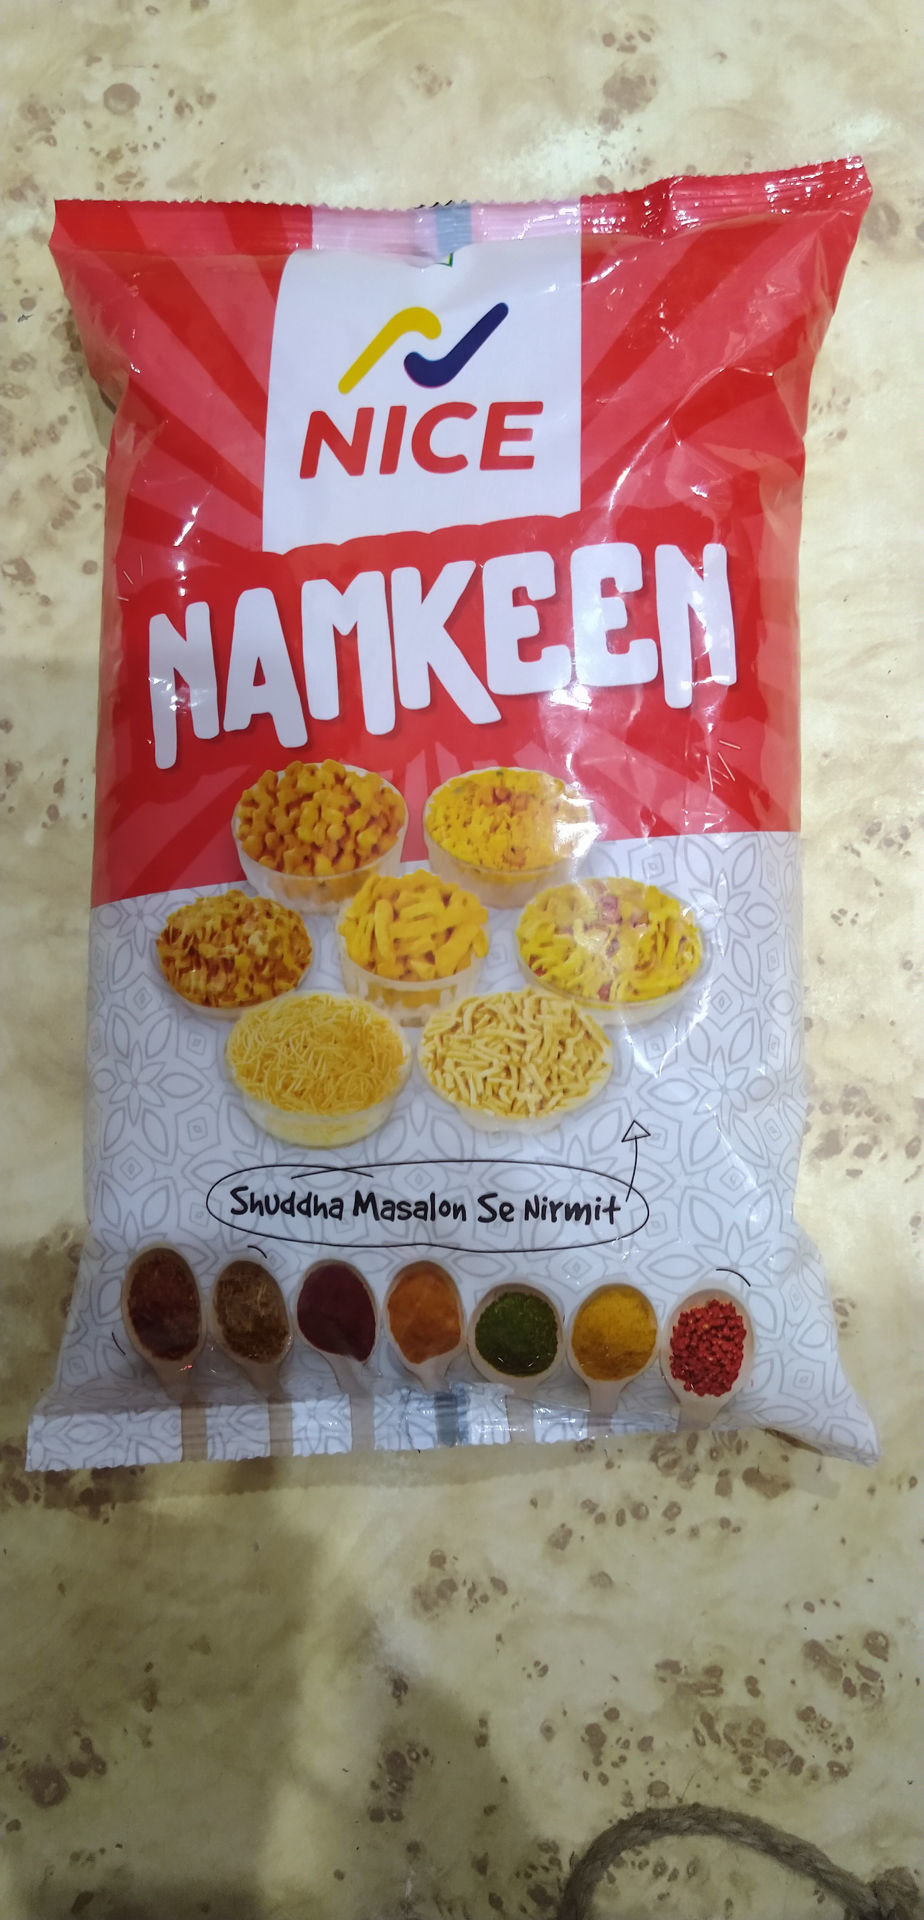 NICE
NAMKEEN
Shuddha Masalon Se Nirmit